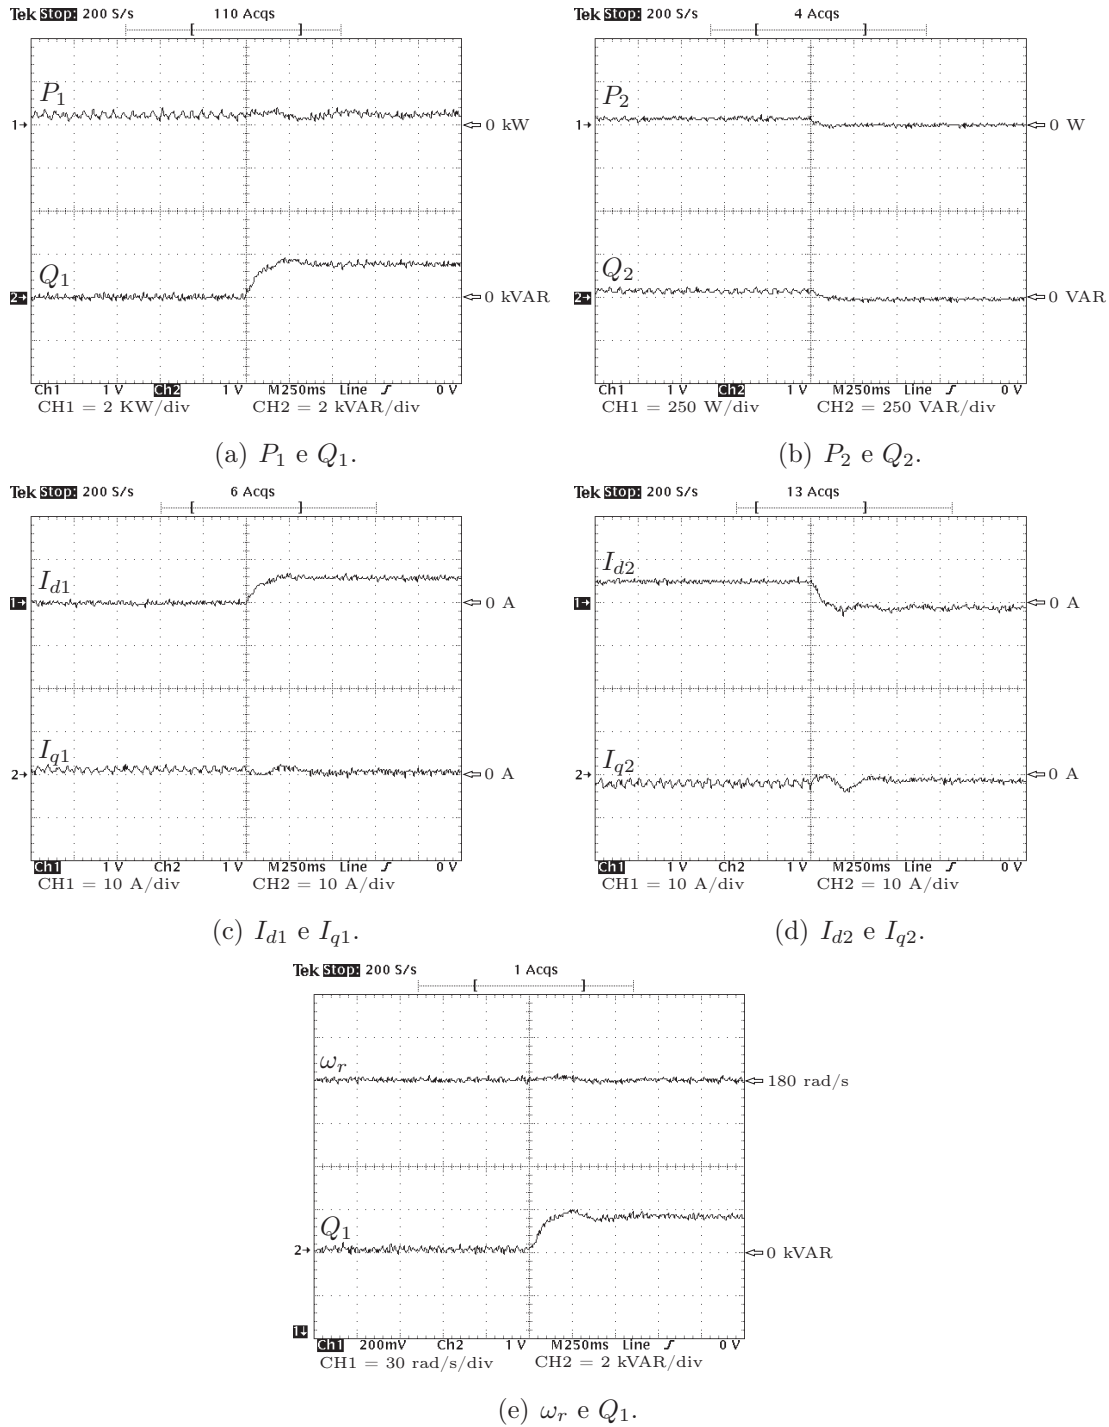 Tek Stop: 200 S/s 110 Acqs
P1
1→
0 kW
Q1
2→
0 kVAR
Ch1 1 V Ch2 1 V M250ms Line 0 V
CH1 = 2 KW/div CH2 = 2 kVAR/div
(a) P1 e Q1.
Tek Stop: 200 S/s 4 Acqs
P2
1→
0 W
Q2
2→
0 VAR
Ch1 1 V Ch2 1 V M250ms Line 0 V
CH1 = 250 W/div CH2 = 250 VAR/div
(b) P2 e Q2.
Tek Stop: 200 S/s 6 Acqs
Id1
1→
0 A
Iq1
2→
0 A
Ch1 1 V Ch2 1 V M250ms Line 0 V
CH1 = 10 A/div CH2 = 10 A/div
(c) Id1 e Iq1.
Tek Stop: 200 S/s 13 Acqs
Id2
1→
0 A
Iq2
2→
0 A
Ch1 1 V Ch2 1 V M250ms Line 0 V
CH1 = 10 A/div CH2 = 10 A/div
(d) Id2 e Iq2.
Tek Stop: 200 S/s 1 Acqs
ωr
180 rad/s
Q1
2→
0 kVAR
1↓
Ch1 200mV Ch2 1 V M250ms Line 0 V
CH1 = 30 rad/s/div CH2 = 2 kVAR/div
(e) ωr e Q1.